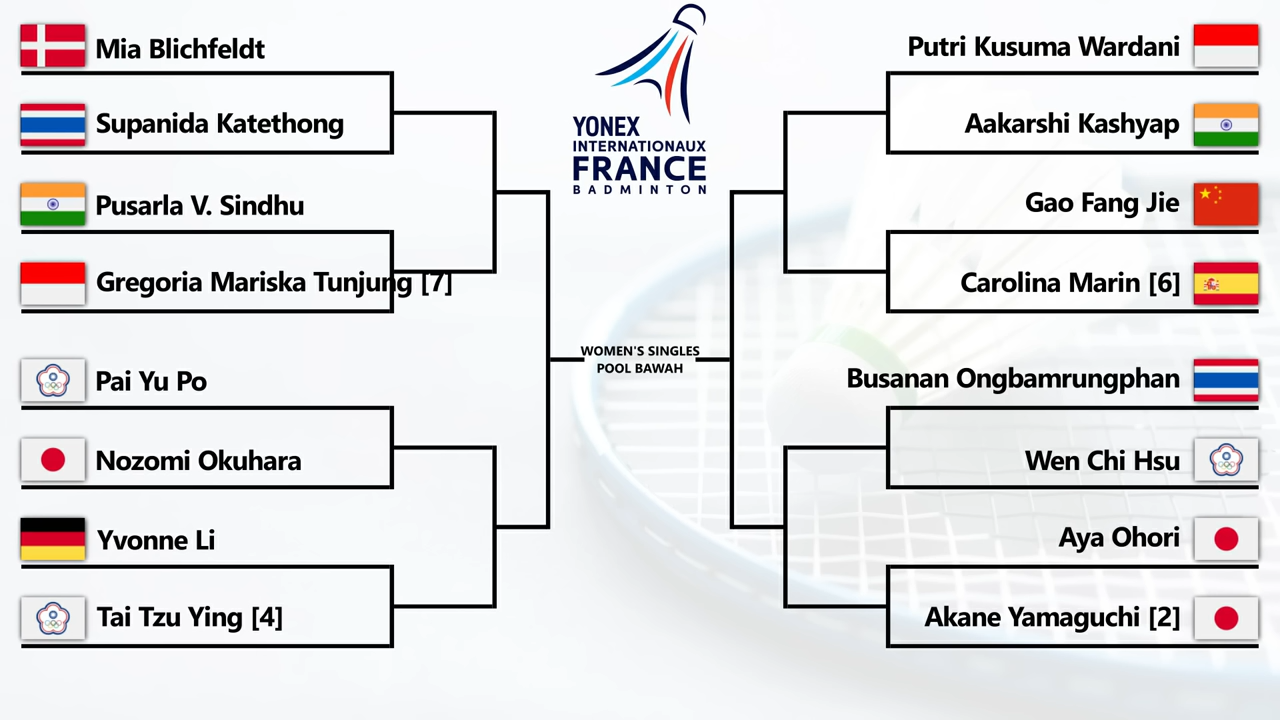 Mia Blichfeldt
Supanida Katethong
Pusarla V. Sindhu
Gregoria Mariska Tunjung [7]
Pai Yu Po
Nozomi Okuhara
Yvonne Li
Tai Tzu Ying [4]
YONEX
INTERNATIONAUX
FRANCE
BADMINTON
WOMEN'S SINGLES
POOL BAWAH
Putri Kusuma Wardani
Aakarshi Kashyap
Gao Fang Jie
Carolina Marin [6]
Busanan Ongbamrungphan
Wen Chi Hsu
Aya Ohori
Akane Yamaguchi [2]